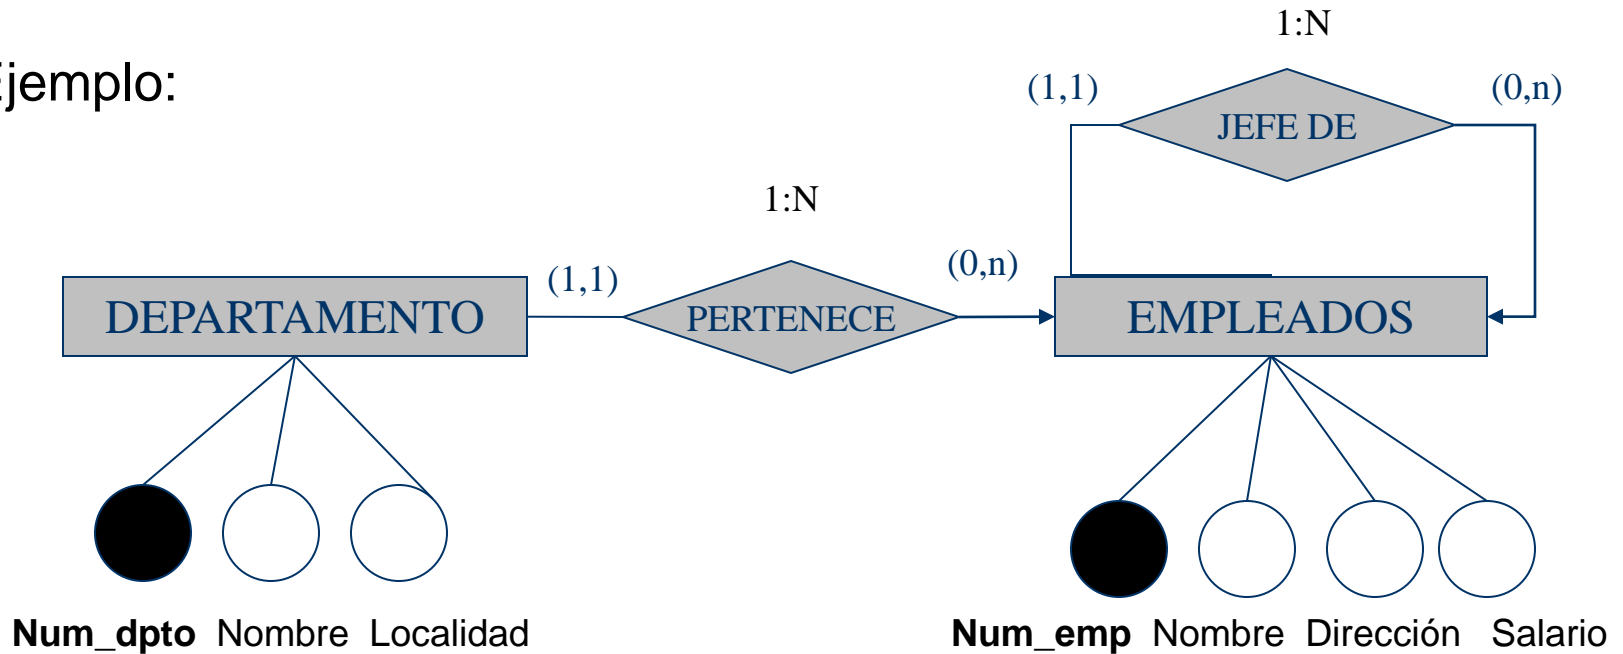 Ejemplo:
1:N
(1,1)
(0,n)
JEFE DE
1:N
(1,1)
(0,n)
DEPARTAMENTO
PERTENECE
EMPLEADOS
Num_dpto Nombre Localidad
Num_emp Nombre Dirección Salario